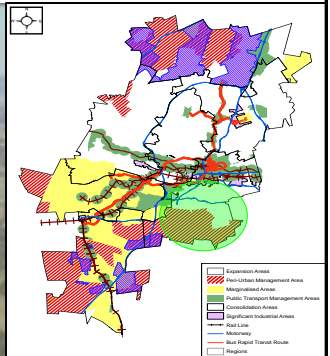 Expansion Areas
Peri-Urban Management Area
Marginalised Areas
Public Transport Management Areas
Consolidation Areas
Significant Industrial Areas
Rail Line
Motorway
Bus Rapid Transit Route
Regions